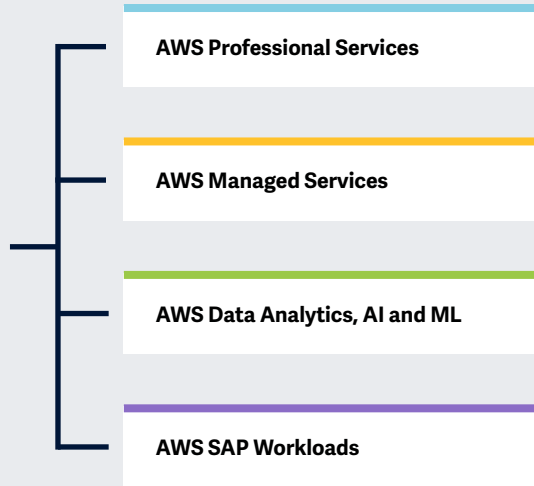 AWS Professional Services
AWS Managed Services
AWS Data Analytics, AI and ML
AWS SAP Workloads